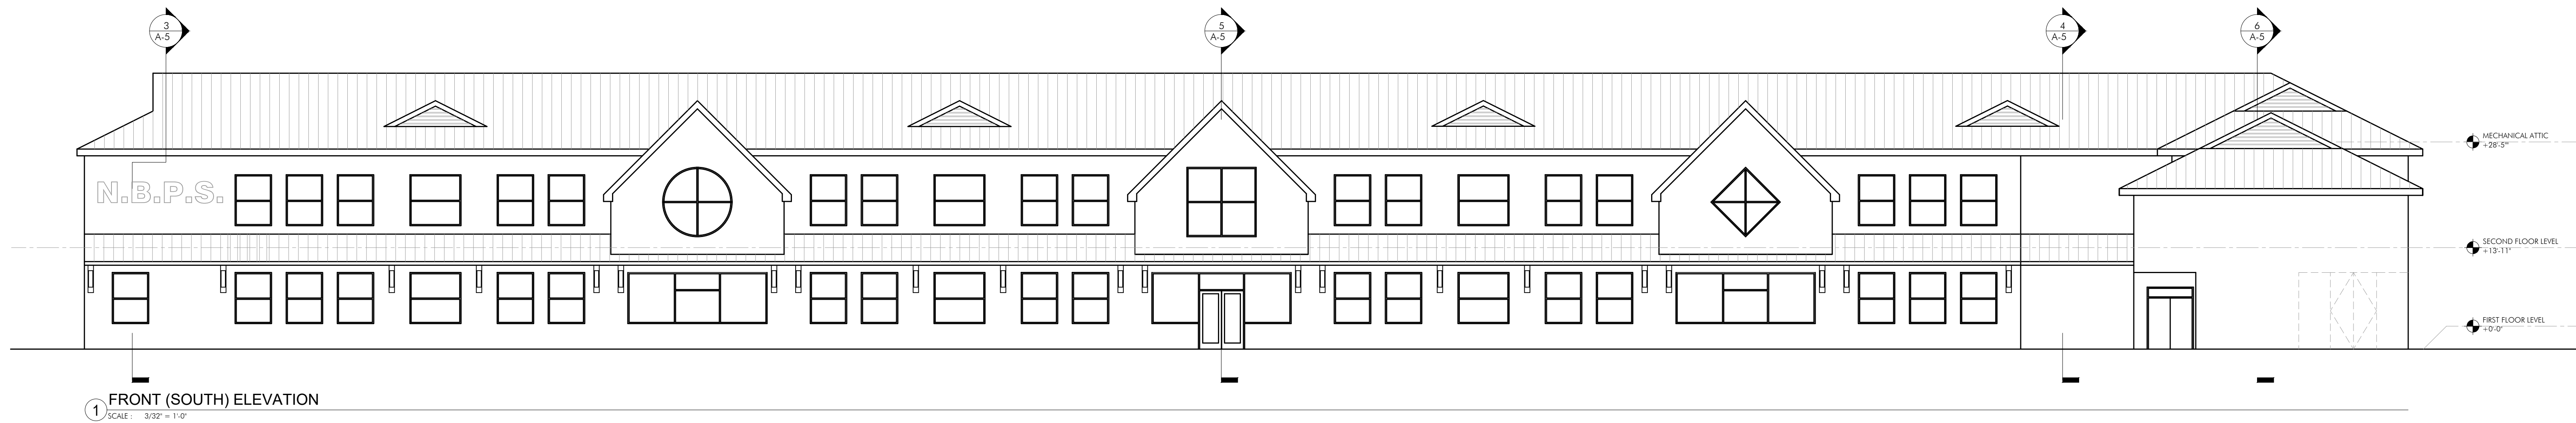 3
A-5
5
A-5
4
A-5
6
A-5
MECHANICAL ATTIC
+28'-5"
N.B.P.S.
SECOND FLOOR LEVEL
+13'-11"
FIRST FLOOR LEVEL
+0'-0"
1 FRONT (SOUTH) ELEVATION
SCALE : 3/32" = 1'-0"